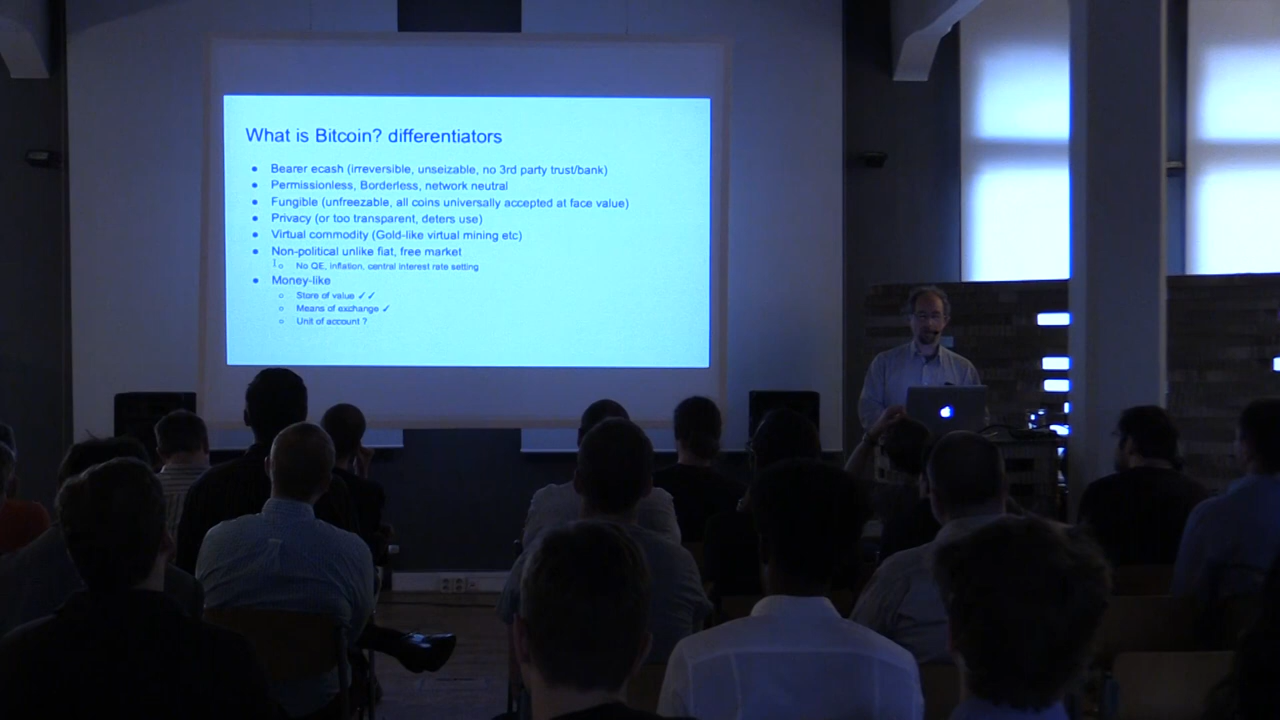 What is Bitcoin? differentiators
● Bearer ecash (irreversible, unseizable, no 3rd party trust/bank)
● Permissionless, Borderless, network neutral
● Fungible (unfreezable, all coins universally accepted at face value)
● Privacy (or too transparent, deters use)
● Virtual commodity (Gold-like virtual mining etc)
● Non-political unlike fiat, free market
○ No QE, inflation, central interest rate setting
● Money-like
○ Store of value ✓ ✓
○ Means of exchange ✓
○ Unit of account ?